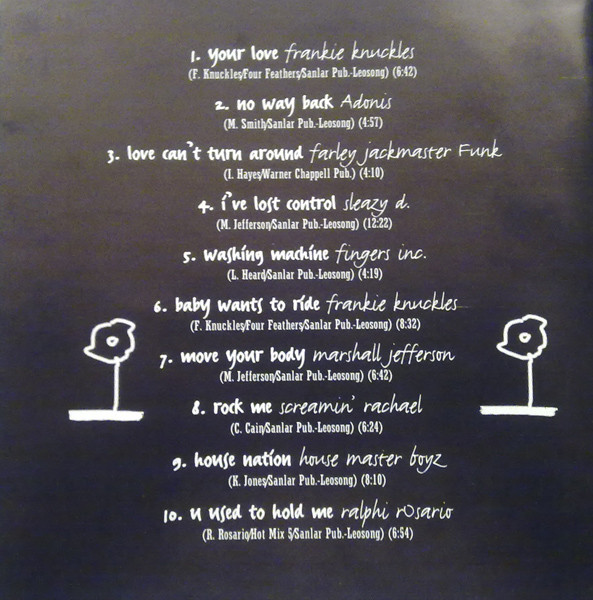 1. your love frankie knuckles
(F. Knuckles/Four Feathers/Sanlar Pub.-Leosong) (6:42)
2. no way back Adonis
(M. Smith/Sanlar Pub.-Leosong) (4:57)
3. love can't turn around farley jackmaster Funk
(I. Hayes/Warner Chappell Pub.) (4:10)
4. i've lost control sleazy d.
(M. Jefferson/Sanlar Pub.-Leosong) (12:22)
5. washing machine fingers inc.
(L. Heard/Sanlar Pub.-Leosong) (4:19)
6. baby wants to ride frankie knuckles
(F. Knuckles/Four Feathers/Sanlar Pub.-Leosong) (8:32)
7. move your body marshall jefferson
(M. Jefferson/Sanlar Pub.-Leosong) (6:42)
8. rock me screamin' rachael
(C. Cain/Sanlar Pub.-Leosong) (6:24)
9. house nation house master boyz
(K. Jones/Sanlar Pub.-Leosong) (8:10)
10. u used to hold me ralphi rosario
(R. Rosario/Hot Mix 5/Sanlar Pub.-Leosong) (6:54)